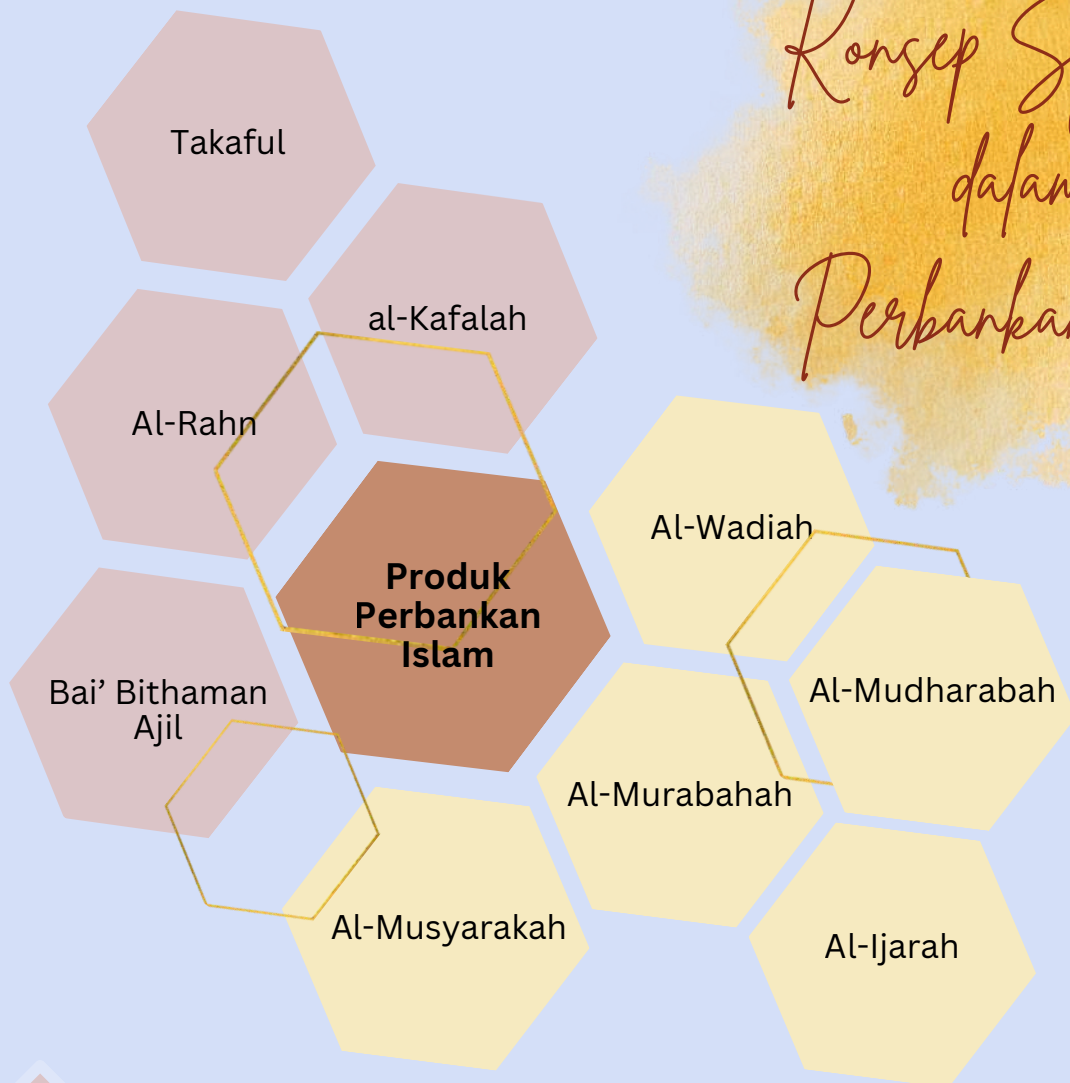 Konsep
dalam
Perbankan
Takaful
al-Kafalah
Al-Rahn
Al-Wadiah
Produk
Perbankan
Islam
Bai’ Bithaman
Ajil
Al-Mudharabah
Al-Murabahah
Al-Musyarakah
Al-Ijarah